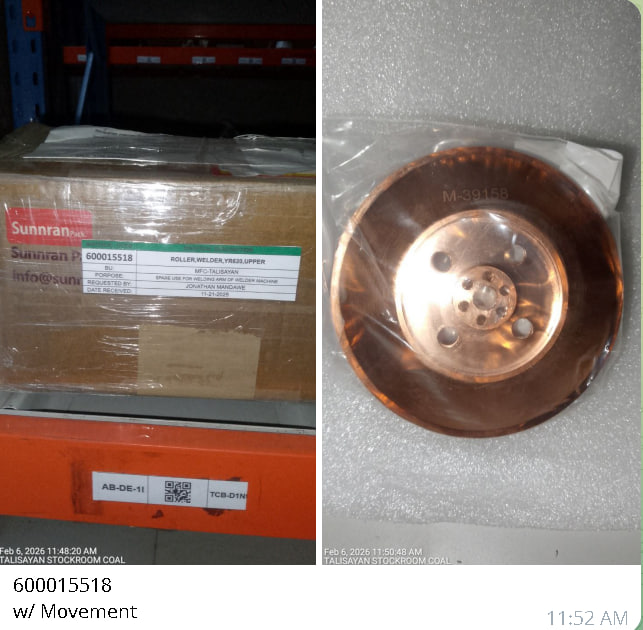 Sunnran Pack
Sunnran P
info@sunn
600015518
ROLLER,WELDER,YR620,UPPER
BU:
MFC-TALISAYAN
PURPOSE:
SPARE USE FOR WELDING ARM OF WELDER MACHINE
REQUESTED BY:
JONATHAN MANDAWE
DATE RECEIVED:
11-21-2025
AB-DE-1I
TCB-D1N
Feb 6, 2026 11:48:20 AM
TALISAYAN STOCKROOM COAL
M-39158
Feb 6, 2026 11:50:48 AM
TALISAYAN STOCKROOM COAL
600015518
w/ Movement
11:52 AM